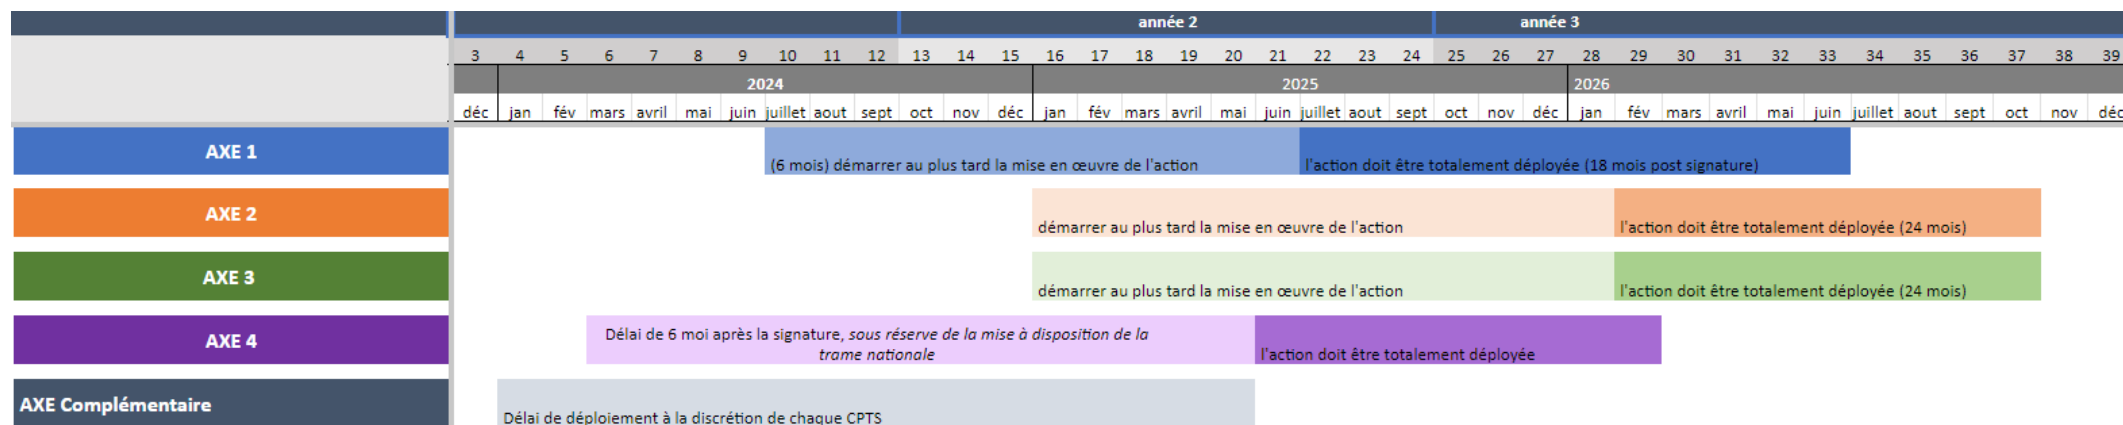 année 2 année 3
3 4 5 6 7 8 9 10 11 12 13 14 15 16 17 18 19 20 21 22 23 24 25 26 27 28 29 30 31 32 33 34 35 36 37 38 39
2024 2025 2026
déc jan fév mars avril mai juin juillet aout sept oct nov déc jan fév mars avril mai juin juillet aout sept oct nov déc jan fév mars avril mai juin juillet aout sept oct nov déc
AXE 1
(6 mois) démarrer au plus tard la mise en œuvre de l'action l'action doit être totalement déployée (18 mois post signature)
AXE 2
démarrer au plus tard la mise en œuvre de l'action l'action doit être totalement déployée (24 mois)
AXE 3
démarrer au plus tard la mise en œuvre de l'action l'action doit être totalement déployée (24 mois)
AXE 4
Délai de 6 moi après la signature, sous réserve de la mise à disposition de la
trame nationale
l'action doit être totalement déployée
AXE Complémentaire
Délai de déploiement à la discrétion de chaque CPTS